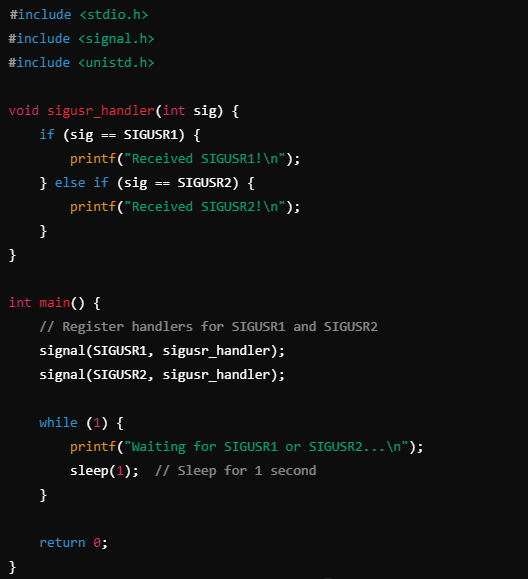 #include <stdio.h>
#include <signal.h>
#include <unistd.h>

void sigusr_handler(int sig) {
    if (sig == SIGUSR1) {
        printf("Received SIGUSR1!\n");
    } else if (sig == SIGUSR2) {
        printf("Received SIGUSR2!\n");
    }
}

int main() {
    // Register handlers for SIGUSR1 and SIGUSR2
    signal(SIGUSR1, sigusr_handler);
    signal(SIGUSR2, sigusr_handler);

    while (1) {
        printf("Waiting for SIGUSR1 or SIGUSR2...\n");
        sleep(1);  // Sleep for 1 second
    }

    return 0;
}